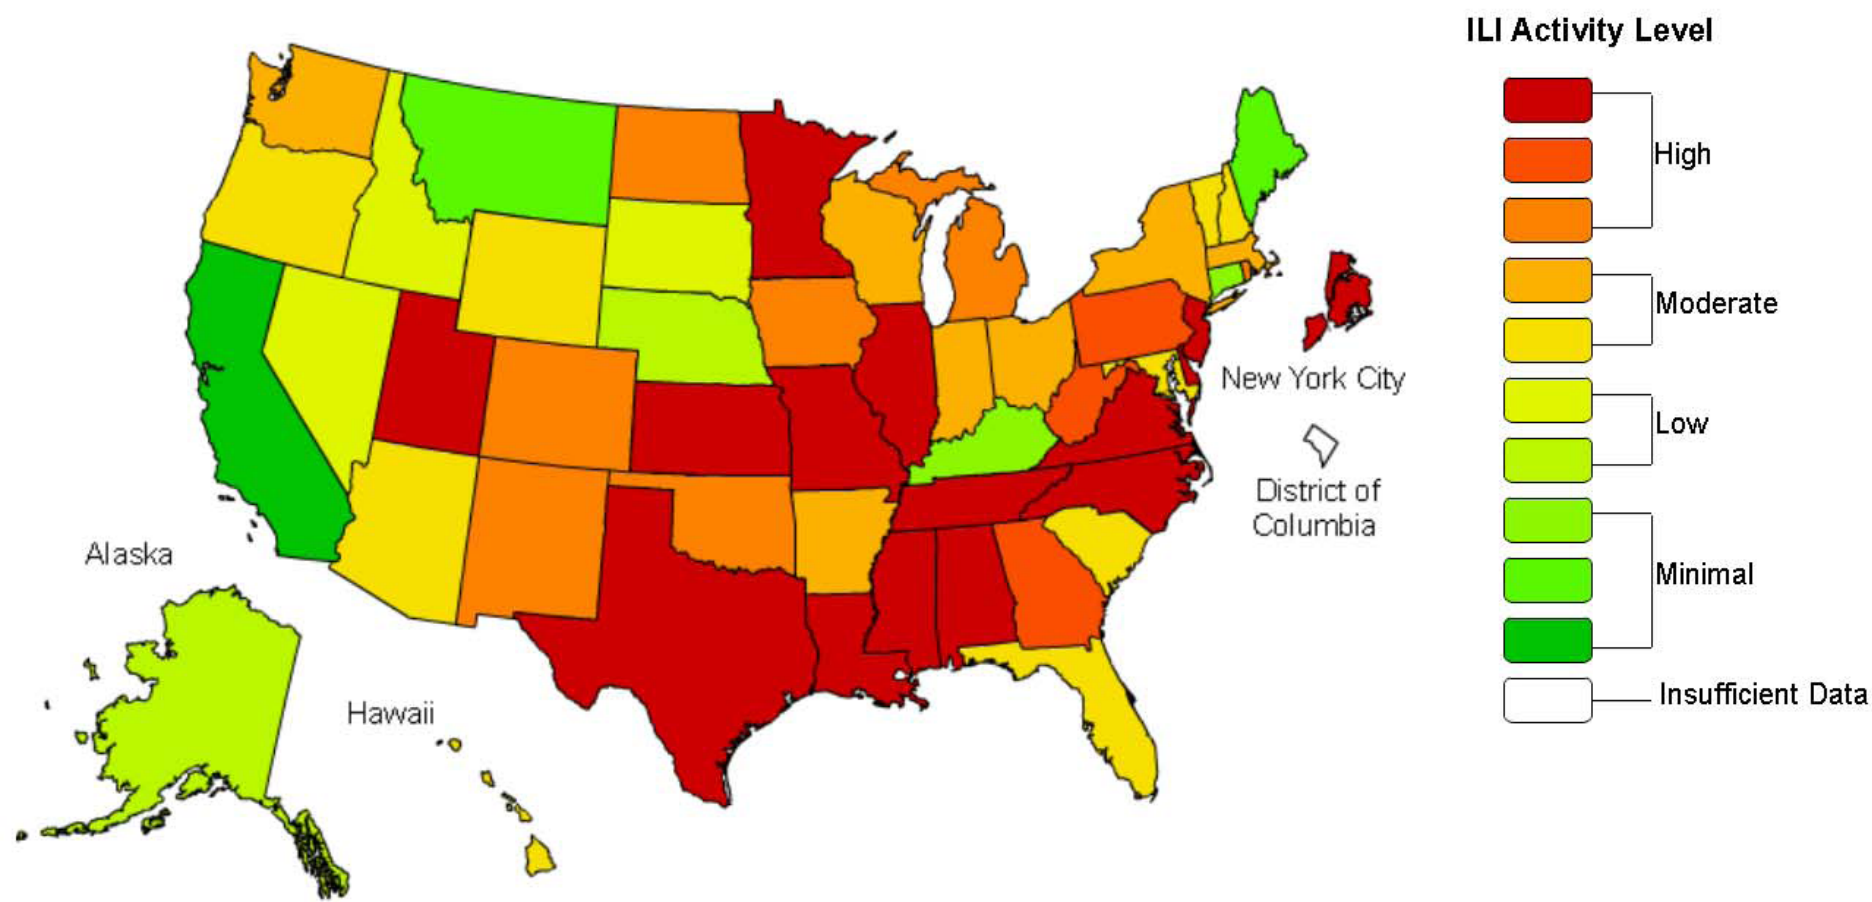 ILI Activity Level
High
Moderate
Low
Minimal
Insufficient Data
New York City
District of
Columbia
Alaska
Hawaii